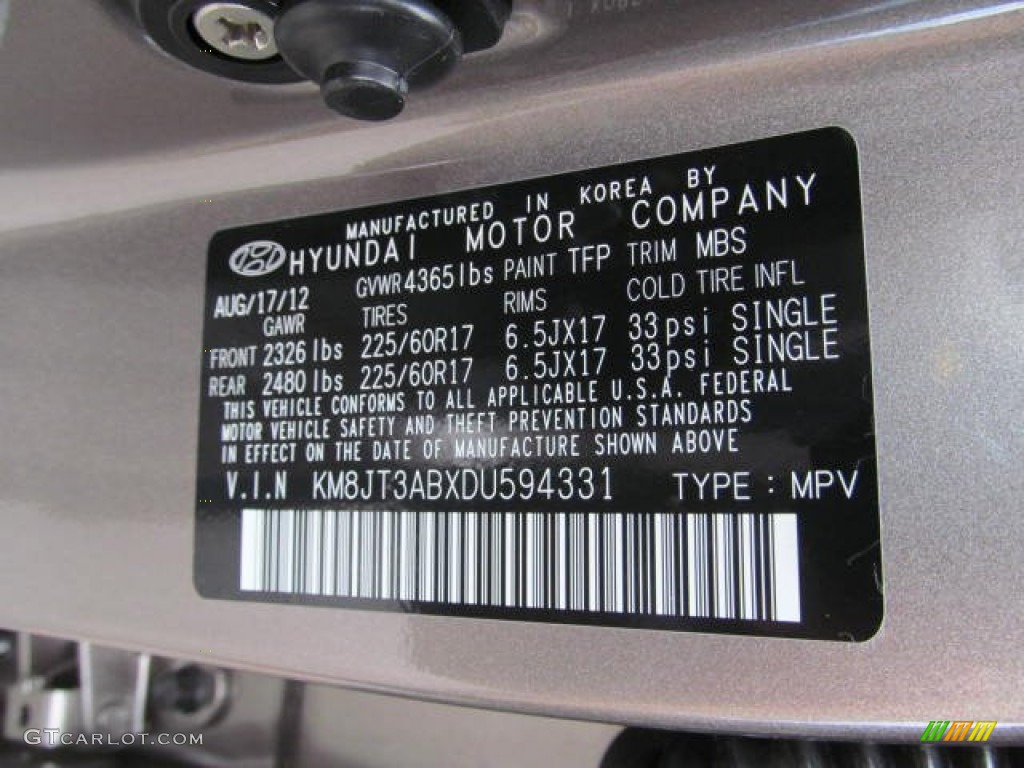 MANUFACTURED IN KOREA BY
HYUNDAI MOTOR COMPANY
AUG/17/12 GVWR 4365lbs PAINT TFP TRIM MBS
GAWR TIRES RIMS COLD TIRE INFL
FRONT 2326 lbs 225/60R17 6.5JX17 33psi SINGLE
REAR 2480 lbs 225/60R17 6.5JX17 33psi SINGLE
THIS VEHICLE CONFORMS TO ALL APPLICABLE U.S.A. FEDERAL
MOTOR VEHICLE SAFETY AND THEFT PREVENTION STANDARDS
IN EFFECT ON THE DATE OF MANUFACTURE SHOWN ABOVE
V.I.N KM8JT3ABXDU594331 TYPE : MPV
GTCARLOT.COM